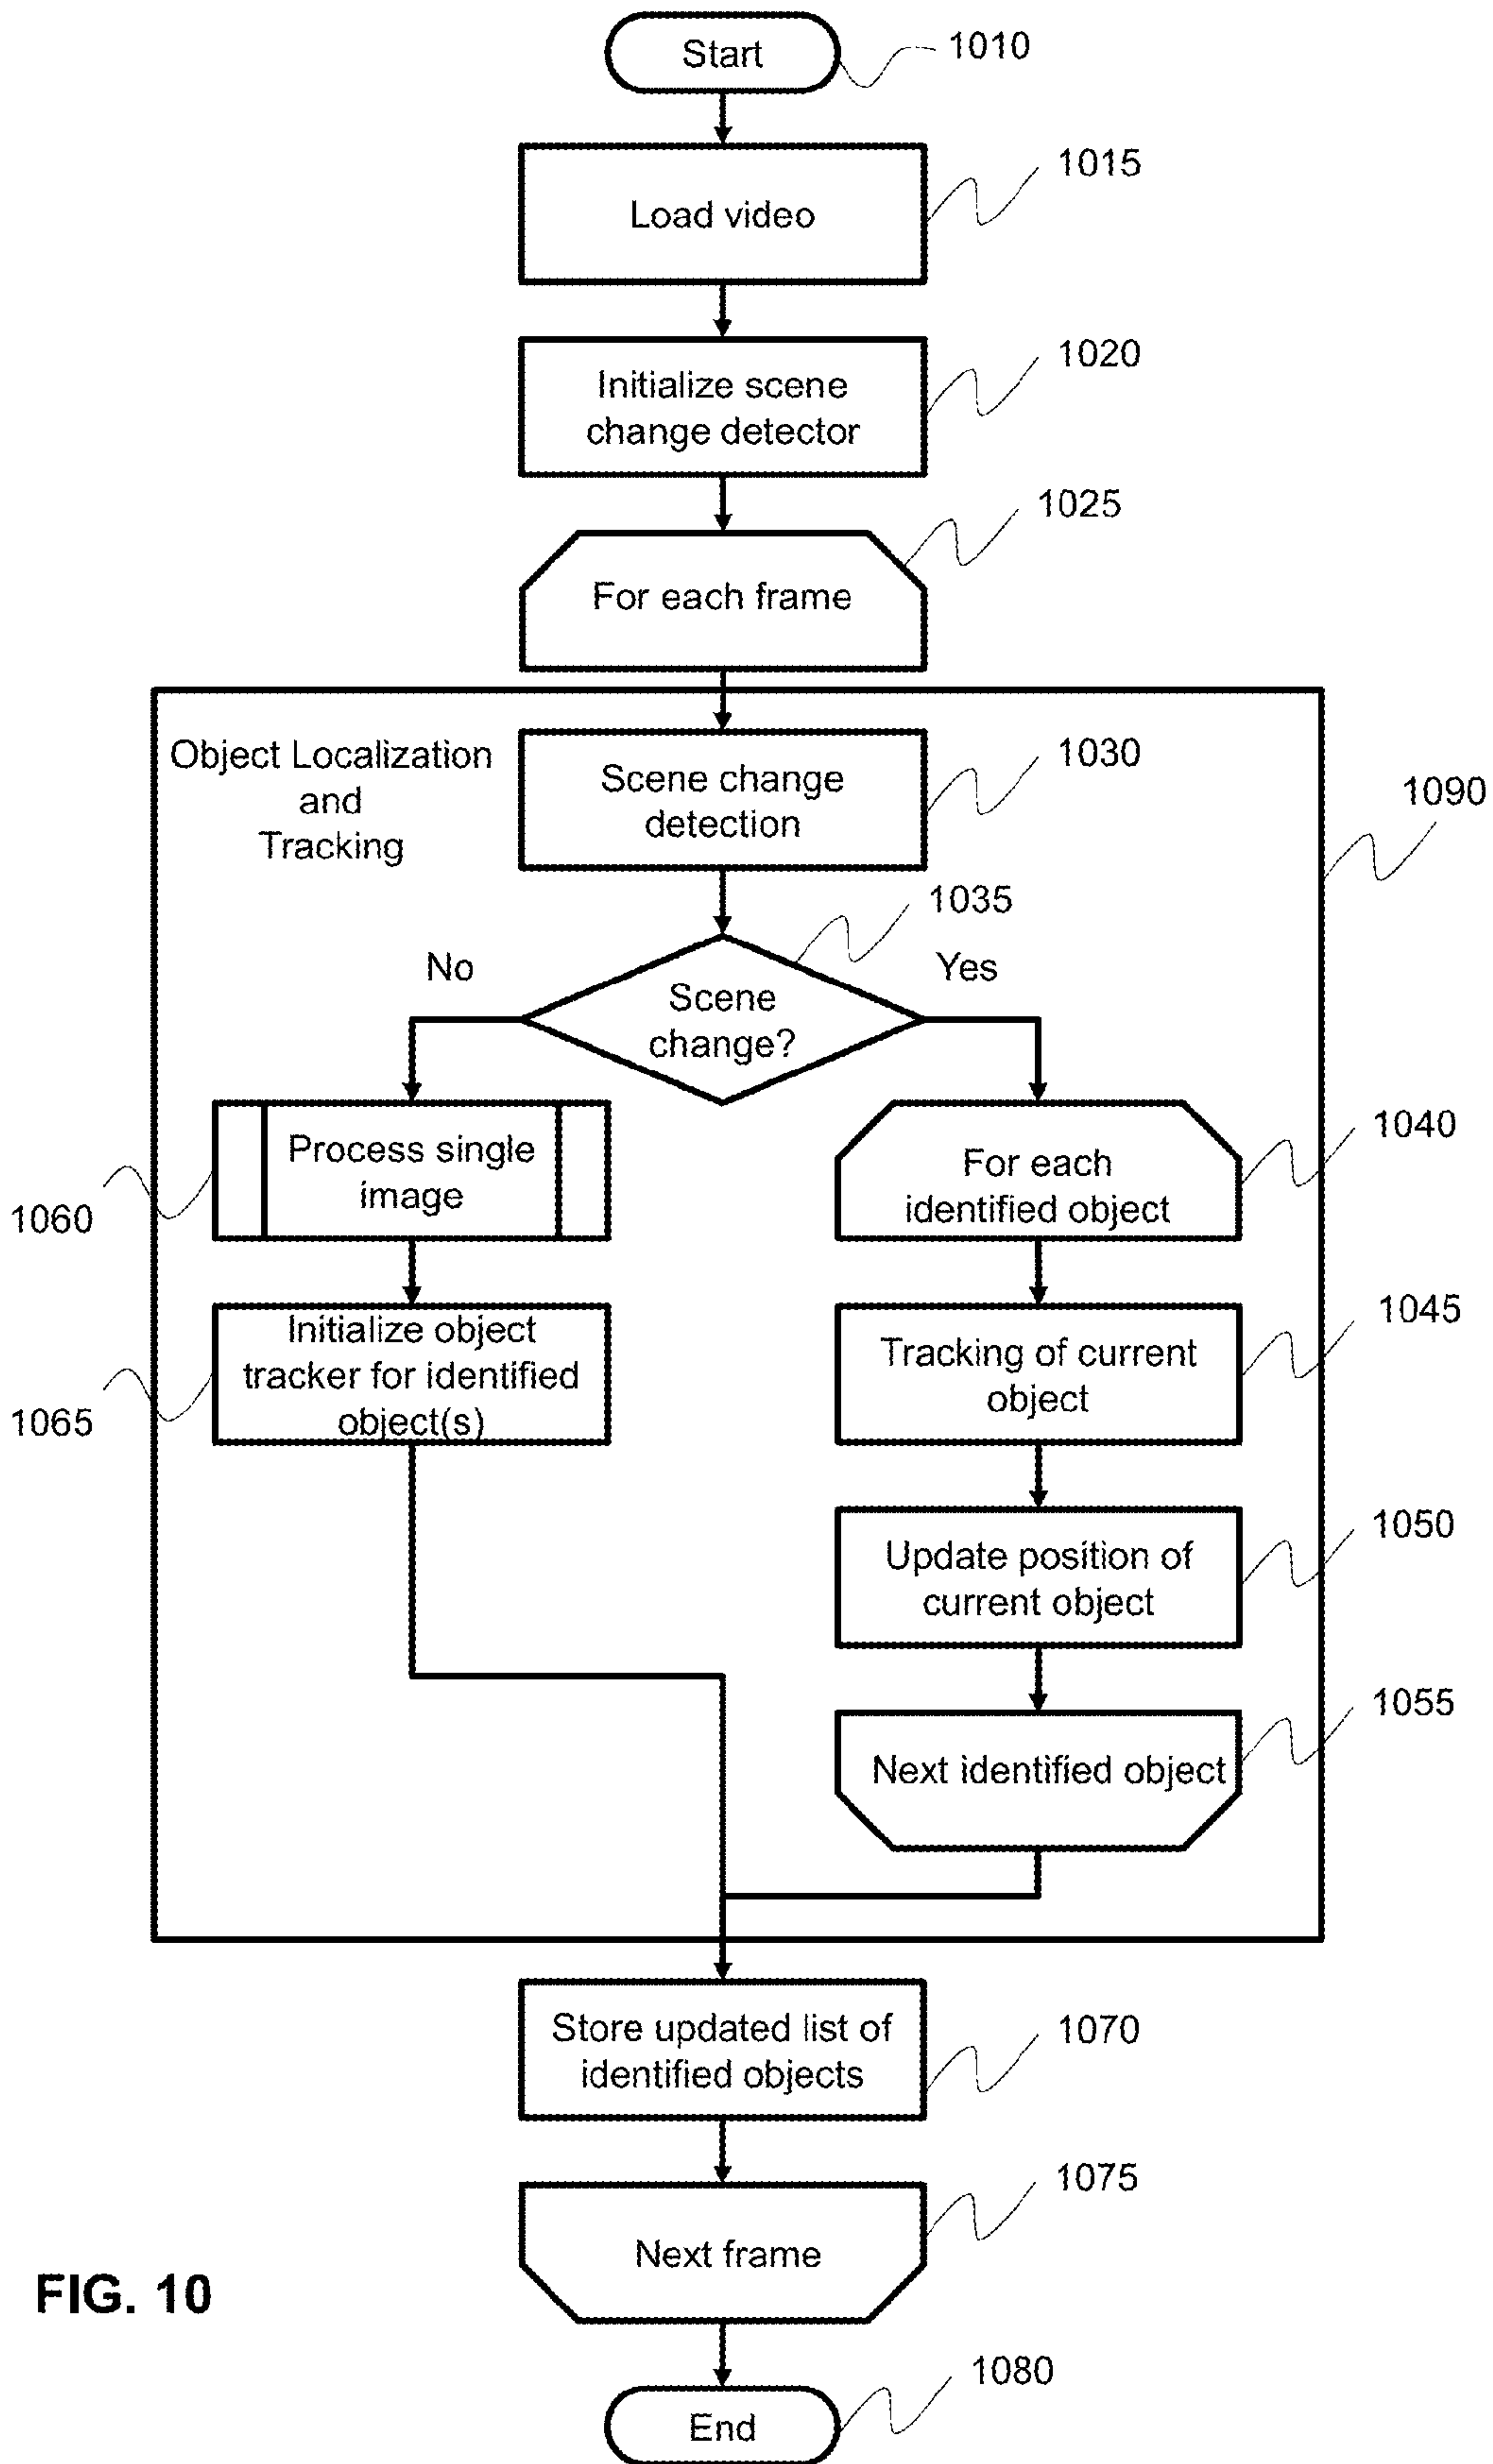 Start
1010
Load video
1015
Initialize scene
change detector
1020
For each frame
1025
Object Localization
and
Tracking
Scene change
detection
1030
1090
Scene
change?
1035
No
Yes
Process single
image
1060
For each
identified object
1040
Initialize object
tracker for identified
object(s)
1065
Tracking of current
object
1045
Update position of
current object
1050
Next identified object
1055
Store updated list of
identified objects
1070
Next frame
1075
FIG. 10
End
1080